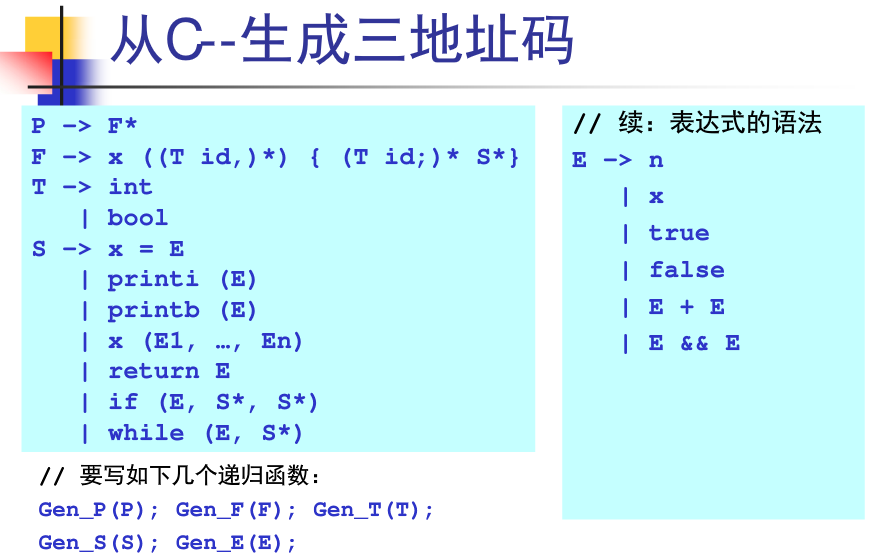 从C--生成三地址码
P -> F*
F -> x ((T id,)*) { (T id;)* S*}
T -> int
| bool
S -> x = E
| printi (E)
| printb (E)
| x (E1, …, En)
| return E
| if (E, S*, S*)
| while (E, S*)
// 要写如下几个递归函数：
Gen_P(P); Gen_F(F); Gen_T(T);
Gen_S(S); Gen_E(E);
// 续：表达式的语法
E -> n
| x
| true
| false
| E + E
| E && E